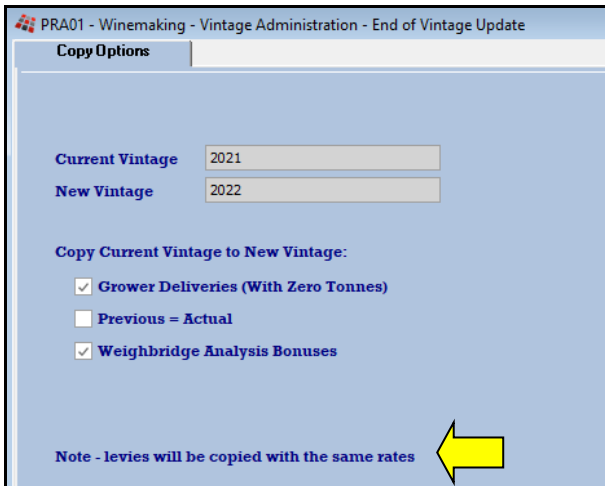 PRA01 - Winemaking - Vintage Administration - End of Vintage Update
Copy Options
Current Vintage 2021
New Vintage 2022
Copy Current Vintage to New Vintage:
Grower Deliveries (With Zero Tonnes)
Previous = Actual
Weighbridge Analysis Bonuses
Note - levies will be copied with the same rates